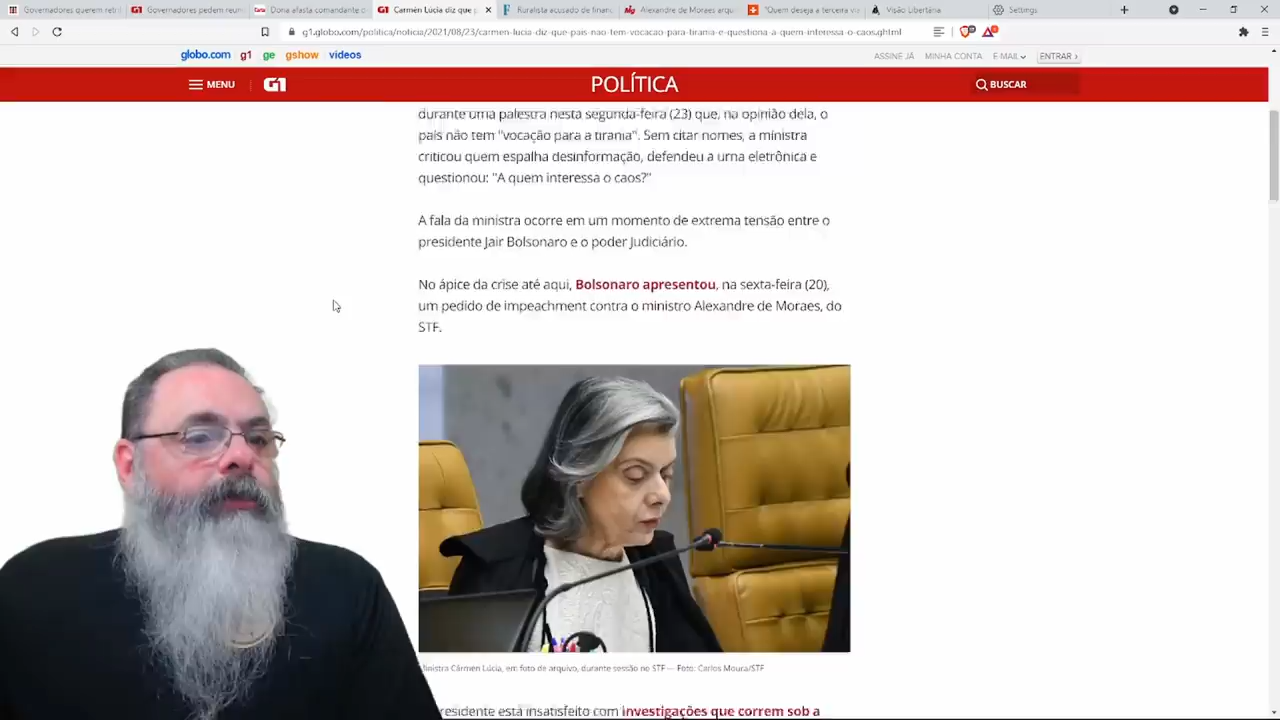 Governadores querem retir
Governadores pedem reun
Doria afasta comandante d
Carmén Lúcia diz que p
Ruralista acusado de financ
Alexandre de Moraes arqu
"Quem deseja a terceira via
Visão Libertária
Settings
g1.globo.com/politica/noticia/2021/08/23/carmen-lucia-diz-que-pais-nao-tem-vocacao-para-tirania-e-questiona-a-quem-interessa-o-caos.ghtml
globo.com g1 ge gshow videos
ASSINE JÁ MINHA CONTA E-MAIL ENTRAR ›
MENU G1 POLÍTICA BUSCAR
durante uma palestra nesta segunda-feira (23) que, na opinião dela, o
país não tem "vocação para a tirania". Sem citar nomes, a ministra
criticou quem espalha desinformação, defendeu a urna eletrônica e
questionou: "A quem interessa o caos?"
A fala da ministra ocorre em um momento de extrema tensão entre o
presidente Jair Bolsonaro e o poder Judiciário.
No ápice da crise até aqui, Bolsonaro apresentou, na sexta-feira (20),
um pedido de impeachment contra o ministro Alexandre de Moraes, do
STF.
Ministra Cármen Lúcia, em foto de arquivo, durante sessão no STF — Foto: Carlos Moura/STF
residente está insatisfeito com investigações que correm sob a